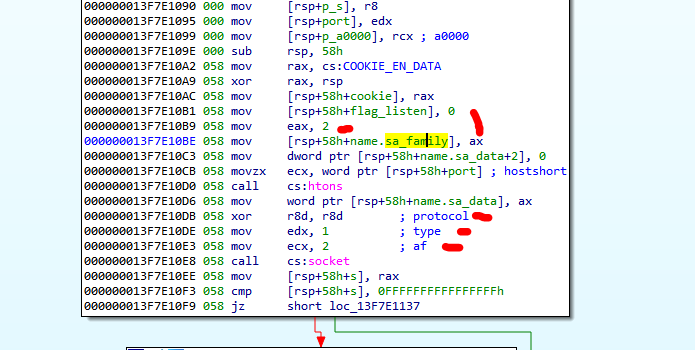 000000013F7E1090 000 mov [rsp+p_s], r8
000000013F7E1095 000 mov [rsp+port], edx
000000013F7E1099 000 mov [rsp+p_a0000], rcx ; a0000
000000013F7E109E 000 sub rsp, 58h
000000013F7E10A2 058 mov rax, cs:COOKIE_EN_DATA
000000013F7E10A9 058 xor rax, rsp
000000013F7E10AC 058 mov [rsp+58h+cookie], rax
000000013F7E10B1 058 mov [rsp+58h+flag_listen], 0
000000013F7E10B9 058 mov eax, 2
000000013F7E10BE 058 mov [rsp+58h+name.sa_family], ax
000000013F7E10C3 058 mov dword ptr [rsp+58h+name.sa_data+2], 0
000000013F7E10CB 058 movzx ecx, word ptr [rsp+58h+port] ; hostshort
000000013F7E10D0 058 call cs:htons
000000013F7E10D6 058 mov word ptr [rsp+58h+name.sa_data], ax
000000013F7E10DB 058 xor r8d, r8d ; protocol
000000013F7E10DE 058 mov edx, 1 ; type
000000013F7E10E3 058 mov ecx, 2 ; af
000000013F7E10E8 058 call cs:socket
000000013F7E10EE 058 mov [rsp+58h+s], rax
000000013F7E10F3 058 cmp [rsp+58h+s], 0FFFFFFFFFFFFFFFFh
000000013F7E10F9 058 jz short loc_13F7E1137